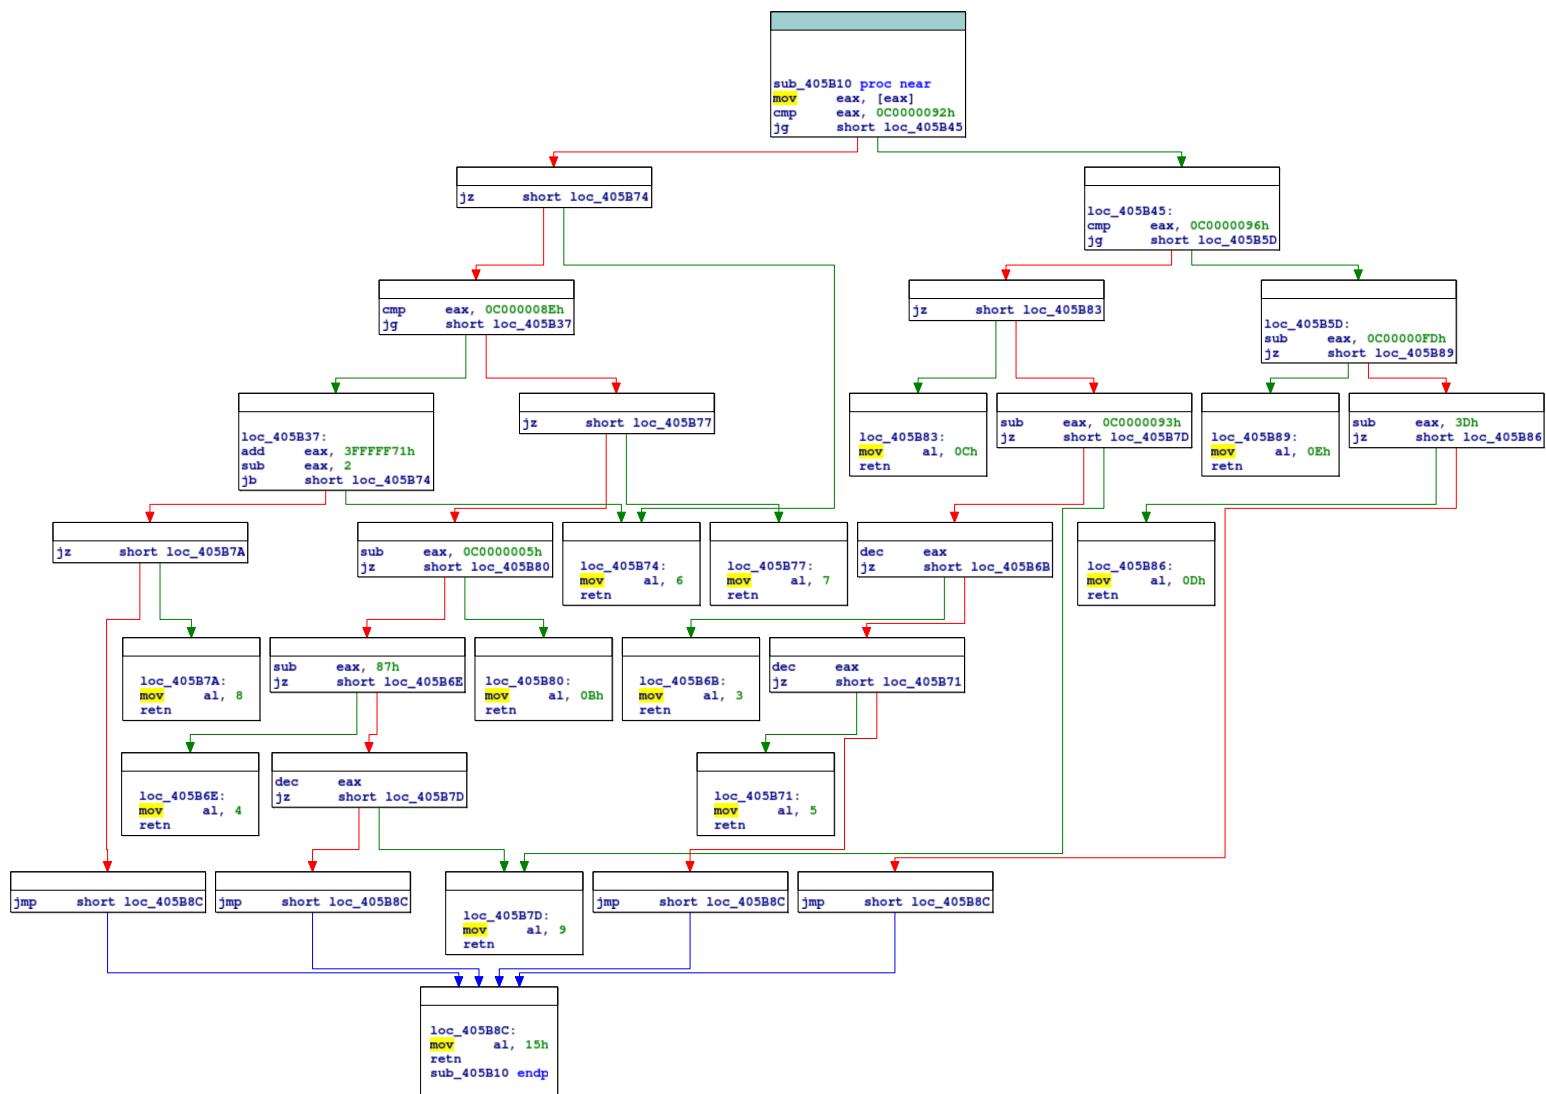 sub_405B10 proc near
mov eax, [eax]
cmp eax, 0C0000092h
jg short loc_405B45
jz short loc_405B74
loc_405B45:
cmp eax, 0C0000096h
jg short loc_405B5D
cmp eax, 0C000008Eh
jg short loc_405B37
jz short loc_405B83
loc_405B5D:
sub eax, 0C00000FDh
jz short loc_405B89
loc_405B37:
add eax, 3FFFFF71h
sub eax, 2
jb short loc_405B74
jz short loc_405B77
loc_405B83:
mov al, 0Ch
retn
sub eax, 0C0000093h
jz short loc_405B7D
loc_405B89:
mov al, 0Eh
retn
sub eax, 3Dh
jz short loc_405B86
jz short loc_405B7A
sub eax, 0C0000005h
jz short loc_405B80
loc_405B74:
mov al, 6
retn
loc_405B77:
mov al, 7
retn
dec eax
jz short loc_405B6B
loc_405B86:
mov al, 0Dh
retn
loc_405B7A:
mov al, 8
retn
sub eax, 87h
jz short loc_405B6E
loc_405B80:
mov al, 0Bh
retn
loc_405B6B:
mov al, 3
retn
dec eax
jz short loc_405B71
loc_405B6E:
mov al, 4
retn
dec eax
jz short loc_405B7D
loc_405B71:
mov al, 5
retn
jmp short loc_405B8C
jmp short loc_405B8C
loc_405B7D:
mov al, 9
retn
jmp short loc_405B8C
jmp short loc_405B8C
loc_405B8C:
mov al, 15h
retn
sub_405B10 endp